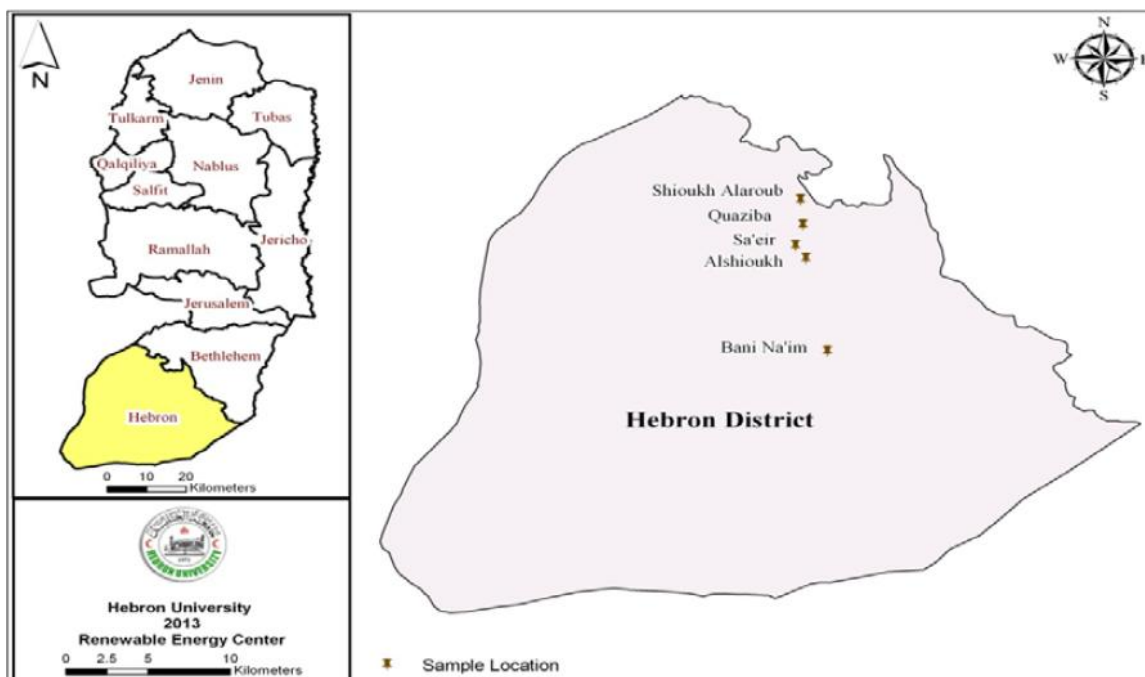 N
Jenin
Tulkarm
Tubas
Qalqiliya
Nablus
Salfit
Jericho
Ramallah
Jerusalem
Bethlehem
Hebron
0 10 20
Kilometers
HEBRON UNIVERSITY
Hebron University
2013
Renewable Energy Center
0 2.5 5 10
Kilometers
N
W
S
Shioukh Alaroub
Quaziba
Sa'eir
Alshioukh
Bani Na'im
Hebron District
Sample Location